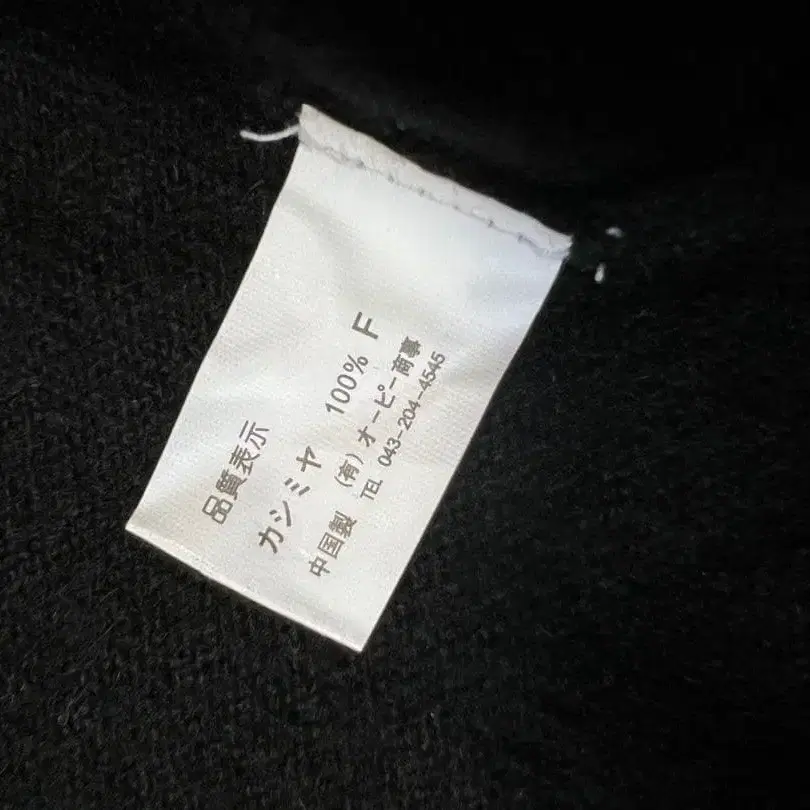 品質表示
カシミヤ 100% F
中国製 (有)オーピー商事
TEL 043-204-4545